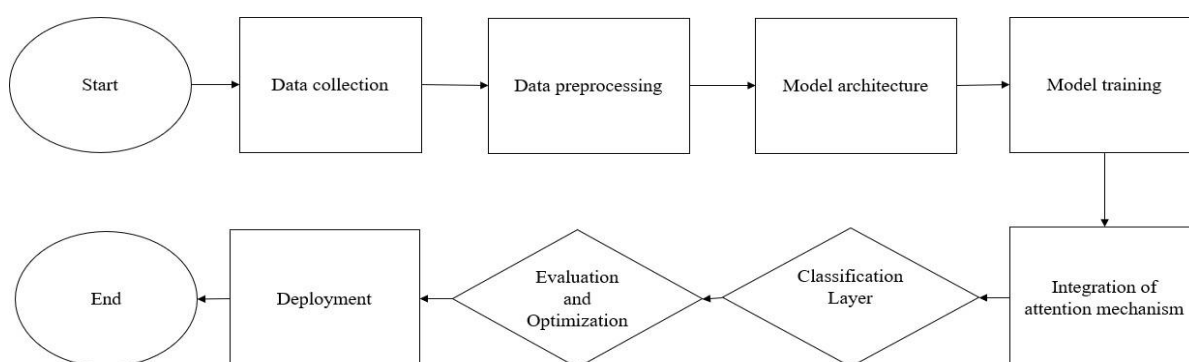 Start
Data collection
Data preprocessing
Model architecture
Model training
Integration of
attention mechanism
Classification
Layer
Evaluation
and
Optimization
Deployment
End